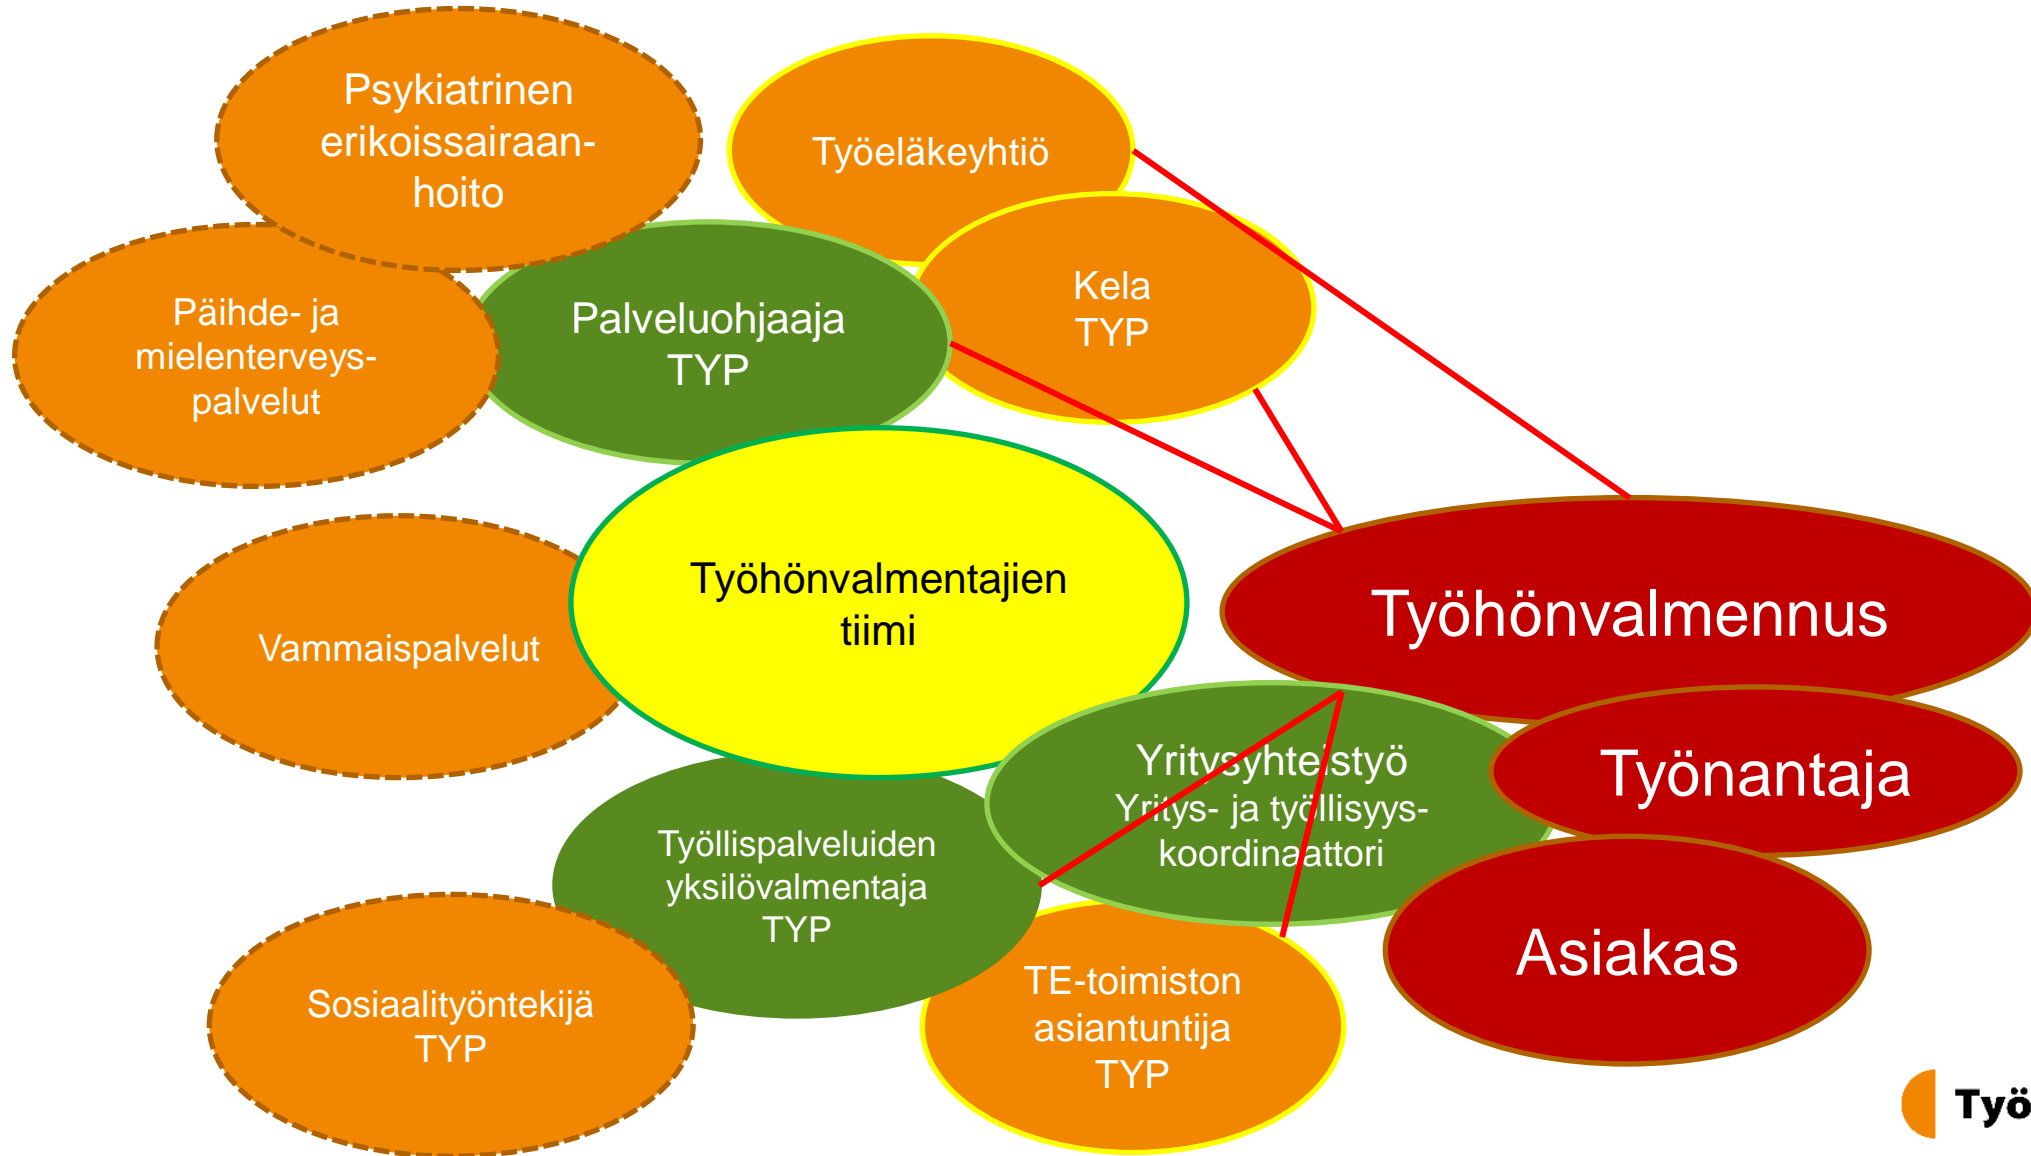 Psykiatrinen
erikoissairaan-
hoito
Työeläkeyhtiö
Kela
TYP
Päihde- ja
mielenterveys-
palvelut
Palveluohjaaja
TYP
Työhönvalmentajien
tiimi
Työhönvalmennus
Vammaispalvelut
Yritysyhteistyö
Yritys- ja työllisyys-
koordinaattori
Työnantaja
Työllispalveluiden
yksilövalmentaja
TYP
Asiakas
Sosiaalityöntekijä
TYP
TE-toimiston
asiantuntija
TYP
Työ